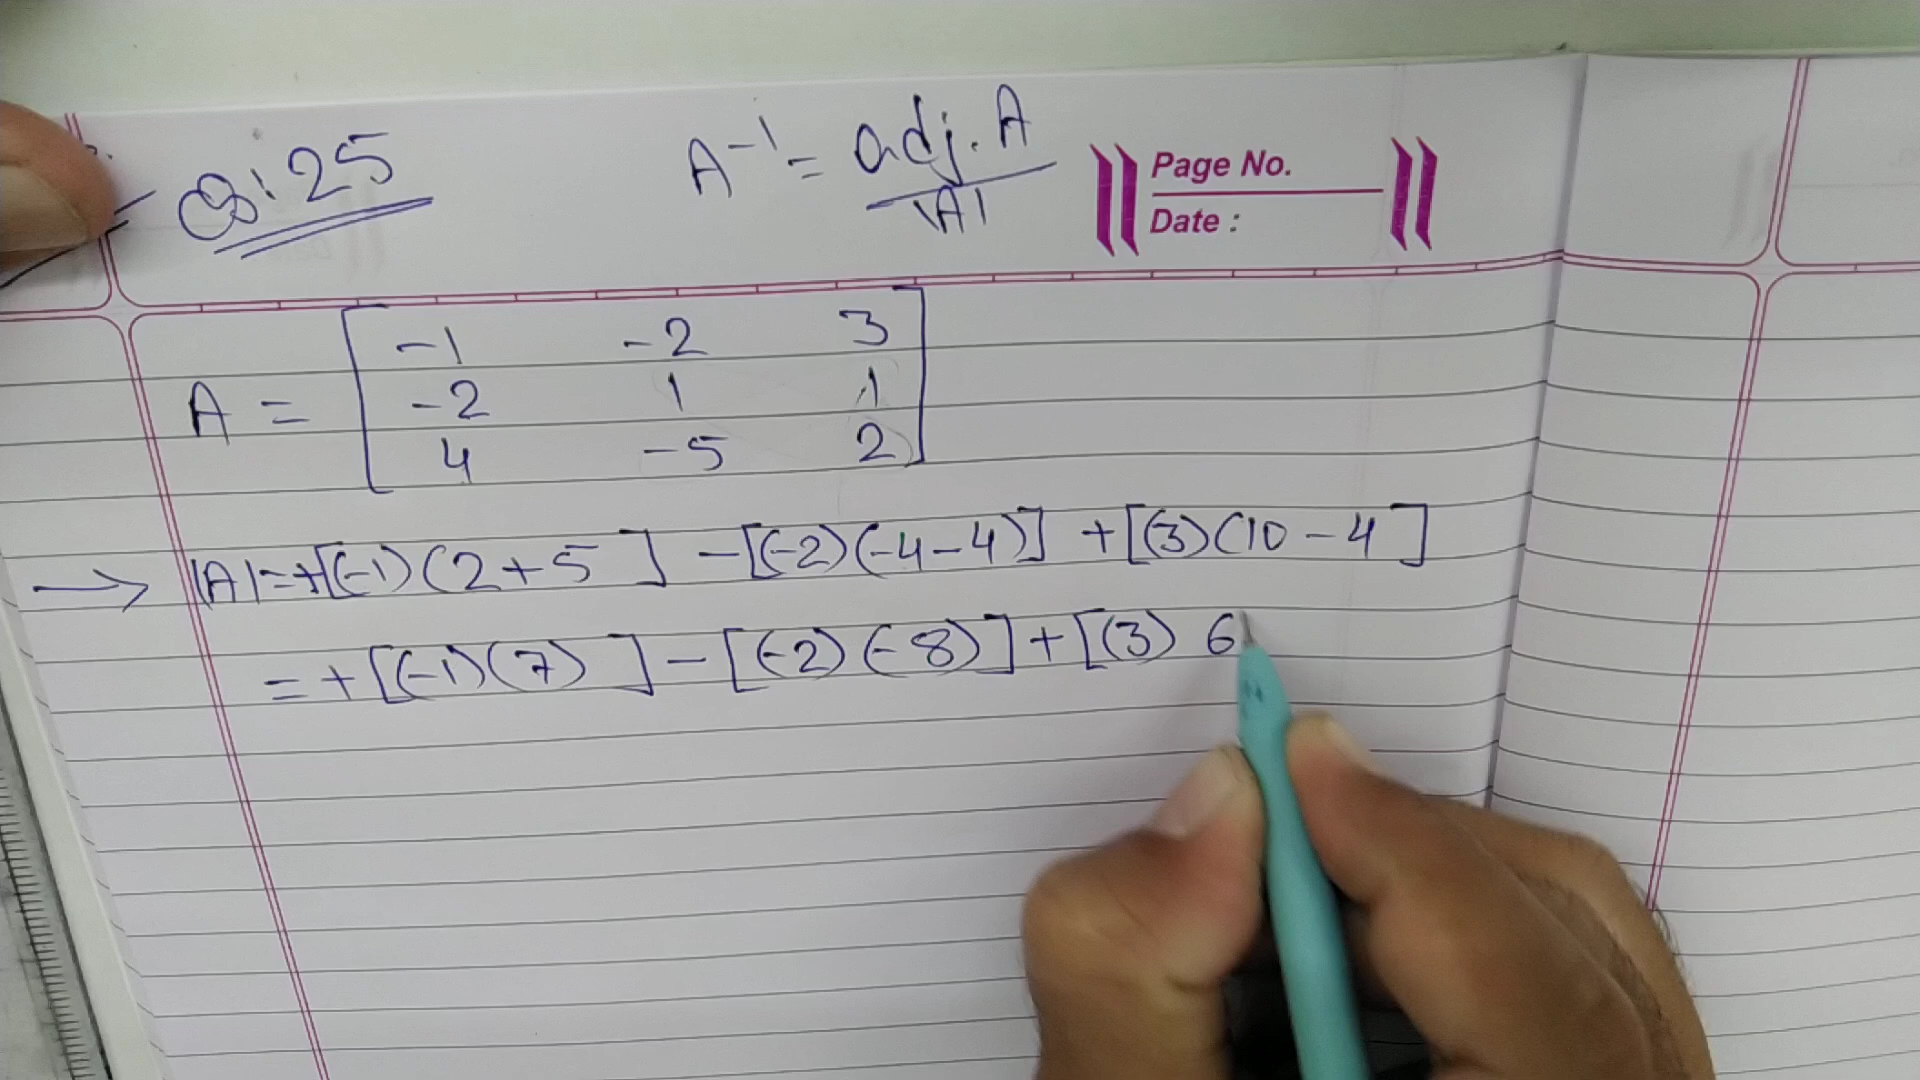 Q: 25
A⁻¹ = adj. A / |A|
Page No.
Date :
A = [ -1 -2 3
-2 1 1
4 -5 2 ]
→ |A| = +[(-1)(2+5 ] - [(-2)(-4-4)] + [(3)(10-4 ]
= +[(-1)(7) ] - [(-2)(-8)] + [(3) 6